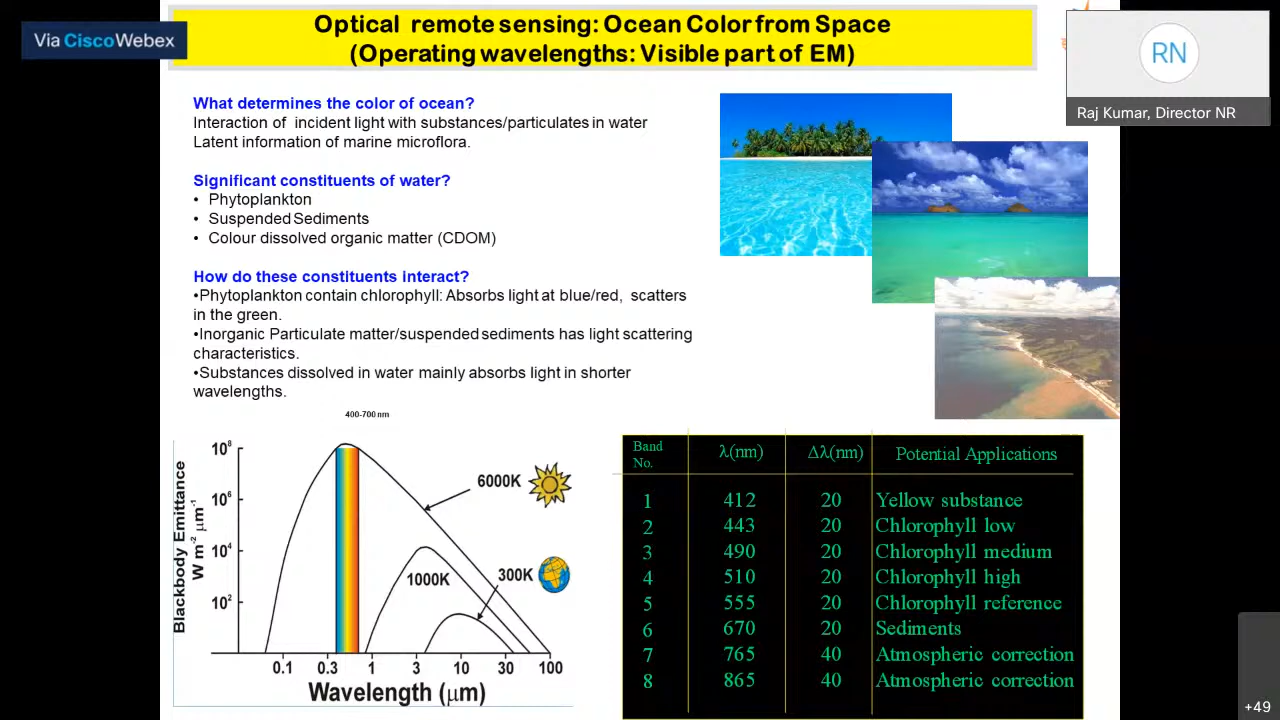 Via CiscoWebex
Optical remote sensing: Ocean Color from Space
(Operating wavelengths: Visible part of EM)
RN
Raj Kumar, Director NR
What determines the color of ocean?
Interaction of incident light with substances/particulates in water
Latent information of marine microflora.
Significant constituents of water?
• Phytoplankton
• Suspended Sediments
• Colour dissolved organic matter (CDOM)
How do these constituents interact?
•Phytoplankton contain chlorophyll: Absorbs light at blue/red, scatters
in the green.
•Inorganic Particulate matter/suspended sediments has light scattering
characteristics.
•Substances dissolved in water mainly absorbs light in shorter
wavelengths.
400-700 nm
Blackbody Emittance
W m⁻² μm⁻¹
10⁸
10⁶
10⁴
10²
6000K
1000K
300K
0.1 0.3 1 3 10 30 100
Wavelength (μm)
Band No. λ(nm) Δλ(nm) Potential Applications
1 412 20 Yellow substance
2 443 20 Chlorophyll low
3 490 20 Chlorophyll medium
4 510 20 Chlorophyll high
5 555 20 Chlorophyll reference
6 670 20 Sediments
7 765 40 Atmospheric correction
8 865 40 Atmospheric correction
+49